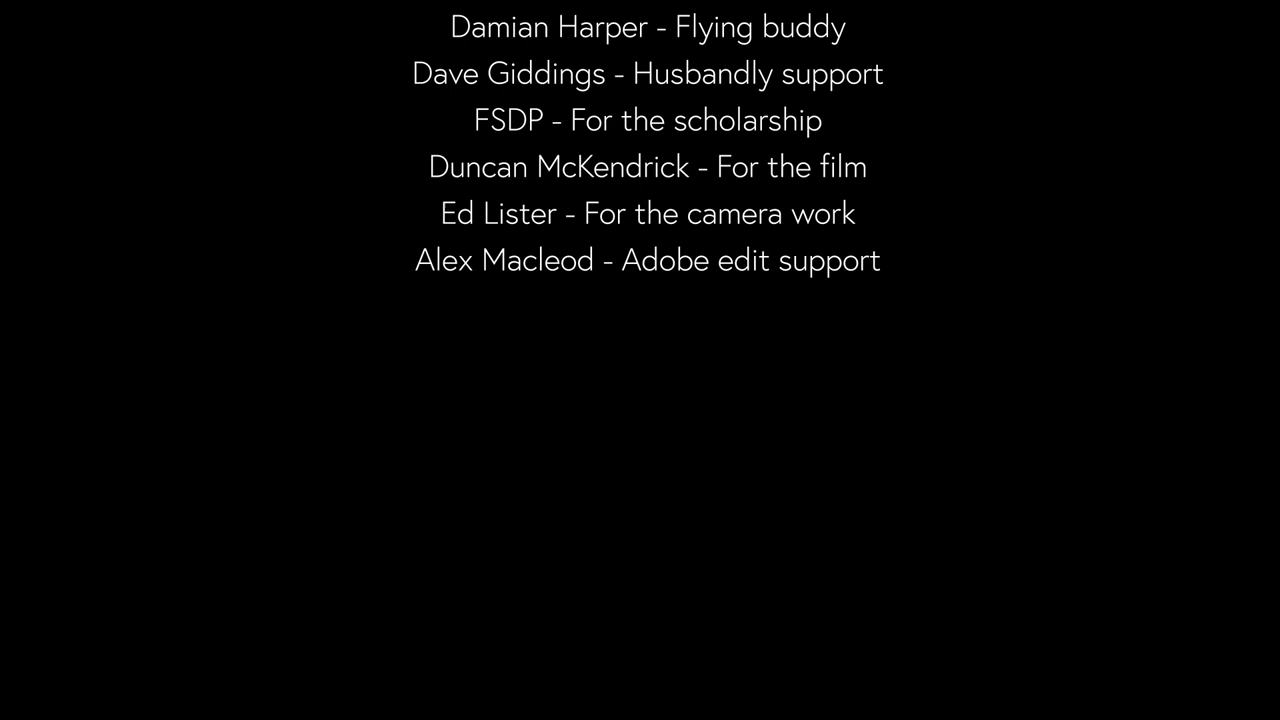 Damian Harper - Flying buddy
Dave Giddings - Husbandly support
FSDP - For the scholarship
Duncan McKendrick - For the film
Ed Lister - For the camera work
Alex Macleod - Adobe edit support